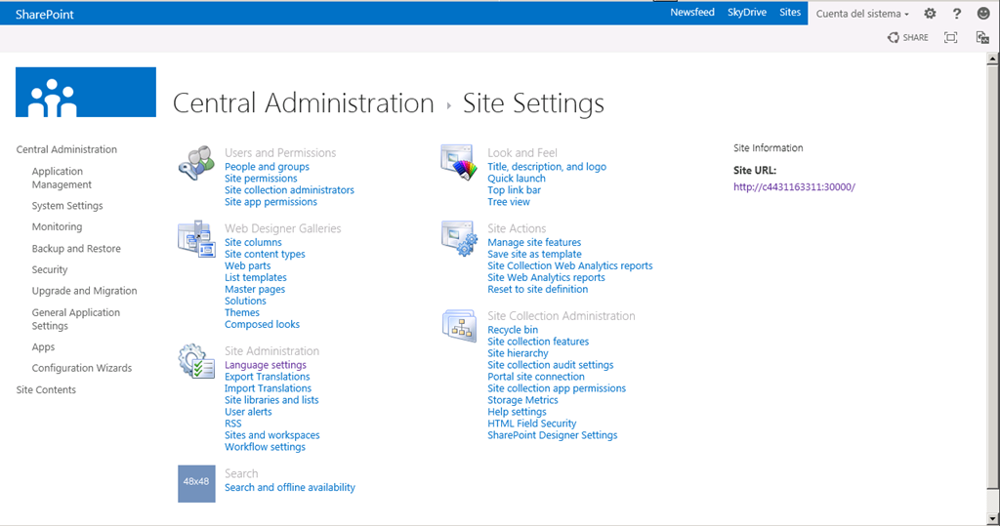 SharePoint
Newsfeed SkyDrive Sites Cuenta del sistema
SHARE
Central Administration Site Settings
Central Administration
Application
Management
System Settings
Monitoring
Backup and Restore
Security
Upgrade and Migration
General Application
Settings
Apps
Configuration Wizards
Site Contents
Users and Permissions
People and groups
Site permissions
Site collection administrators
Site app permissions
Web Designer Galleries
Site columns
Site content types
Web parts
List templates
Master pages
Solutions
Themes
Composed looks
Site Administration
Language settings
Export Translations
Import Translations
Site libraries and lists
User alerts
RSS
Sites and workspaces
Workflow settings
48x48
Search
Search and offline availability
Look and Feel
Title, description, and logo
Quick launch
Top link bar
Tree view
Site Actions
Manage site features
Save site as template
Site Collection Web Analytics reports
Site Web Analytics reports
Reset to site definition
Site Collection Administration
Recycle bin
Site collection features
Site hierarchy
Site collection audit settings
Portal site connection
Site collection app permissions
Storage Metrics
Help settings
HTML Field Security
SharePoint Designer Settings
Site Information
Site URL:
http://c4431163311:30000/